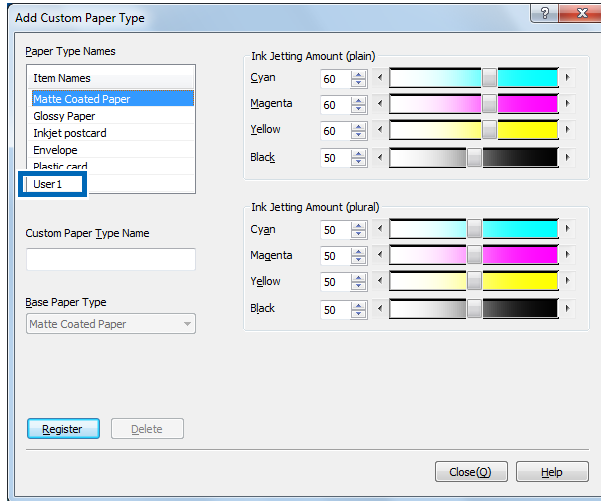 Add Custom Paper Type
Paper Type Names
Item Names
Matte Coated Paper
Glossy Paper
Inkjet postcard
Envelope
Plastic card
User1
Custom Paper Type Name
Base Paper Type
Matte Coated Paper
Register
Delete
Ink Jetting Amount (plain)
Cyan 60
Magenta 60
Yellow 60
Black 50
Ink Jetting Amount (plural)
Cyan 50
Magenta 50
Yellow 50
Black 50
Close(Q)
Help